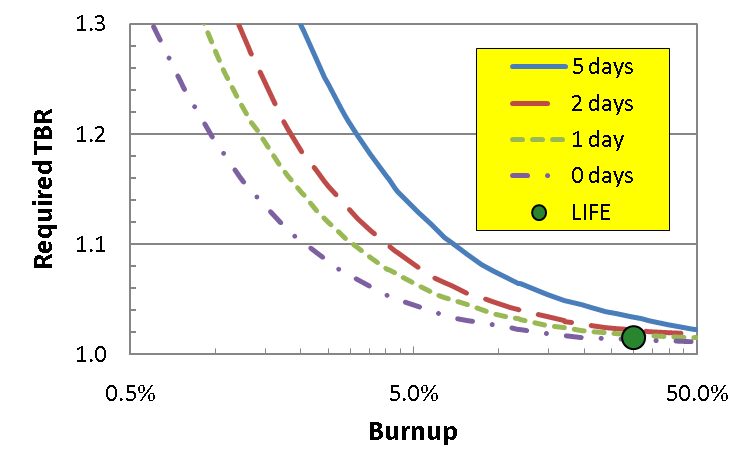 1.3
1.2
1.1
1.0
Required TBR
5 days
2 days
1 day
0 days
LIFE
0.5%
5.0%
50.0%
Burnup